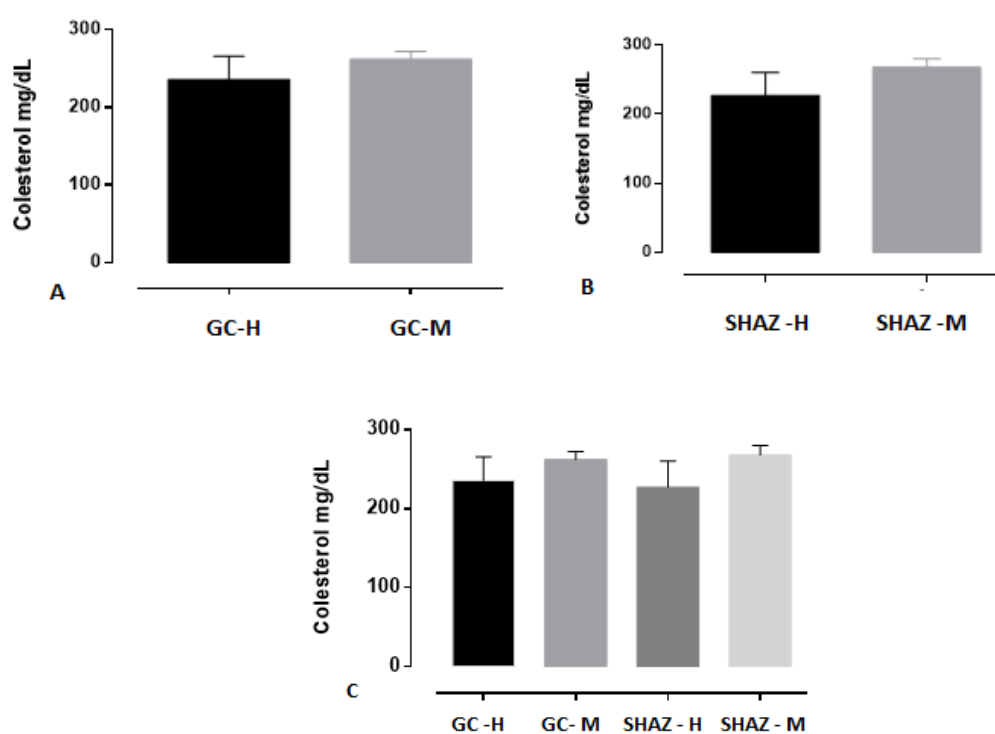 Colesterol mg/dL
300
200
100
0
A
GC-H GC-M
Colesterol mg/dL
300
200
100
0
B
SHAZ -H SHAZ -M
Colesterol mg/dL
300
200
100
0
C
GC -H GC- M SHAZ - H SHAZ - M